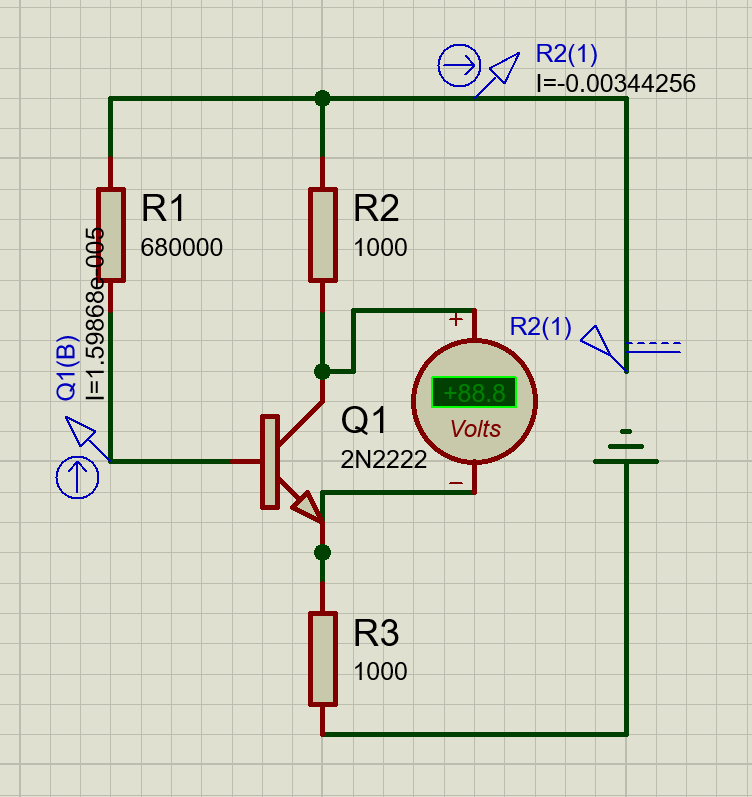 R2(1)
I=-0.00344256
R1
680000
R2
1000
I=1.59868e-005
Q1(B)
R2(1)
+
+88.8
Volts
−
Q1
2N2222
R3
1000